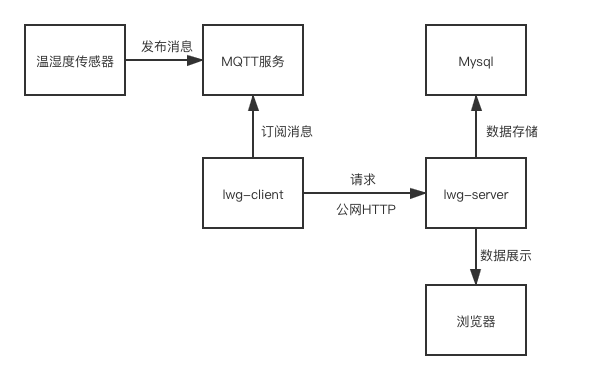 温湿度传感器
发布消息
MQTT服务
Mysql
订阅消息
数据存储
lwg-client
请求
公网HTTP
lwg-server
数据展示
浏览器